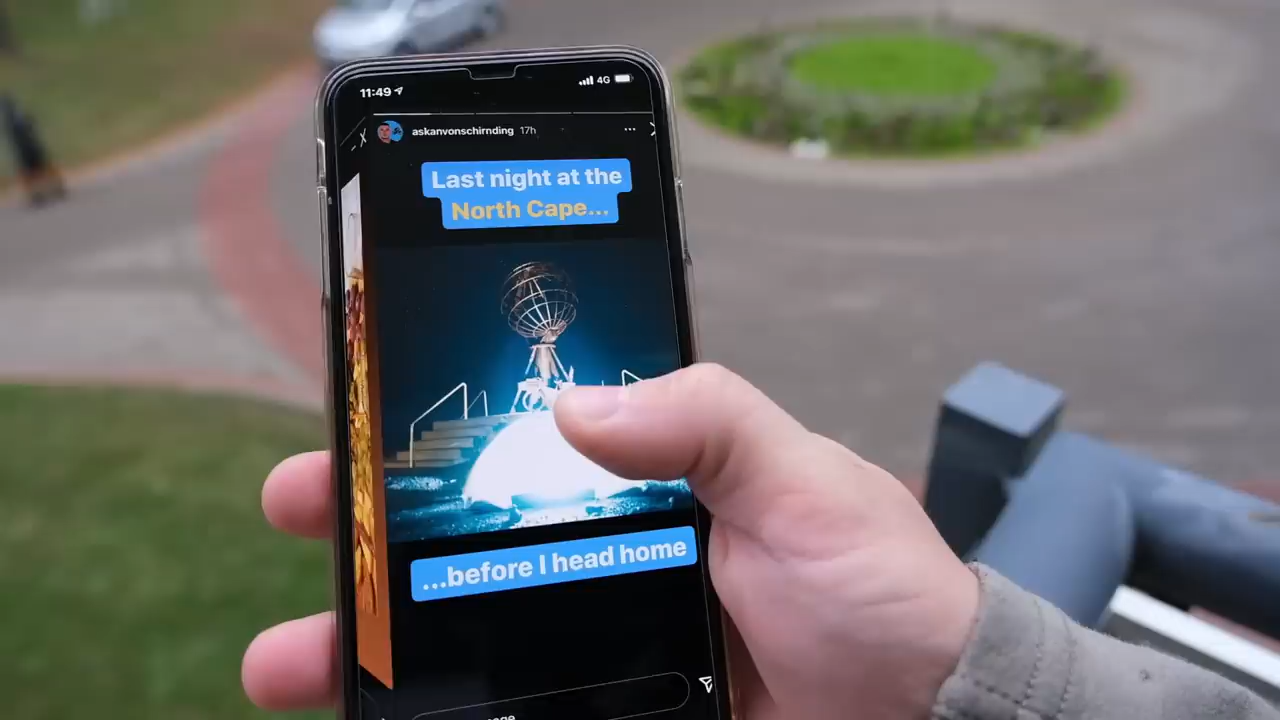 11:49
4G
askanvonschirnding 17h
Last night at the
North Cape...
...before I head home